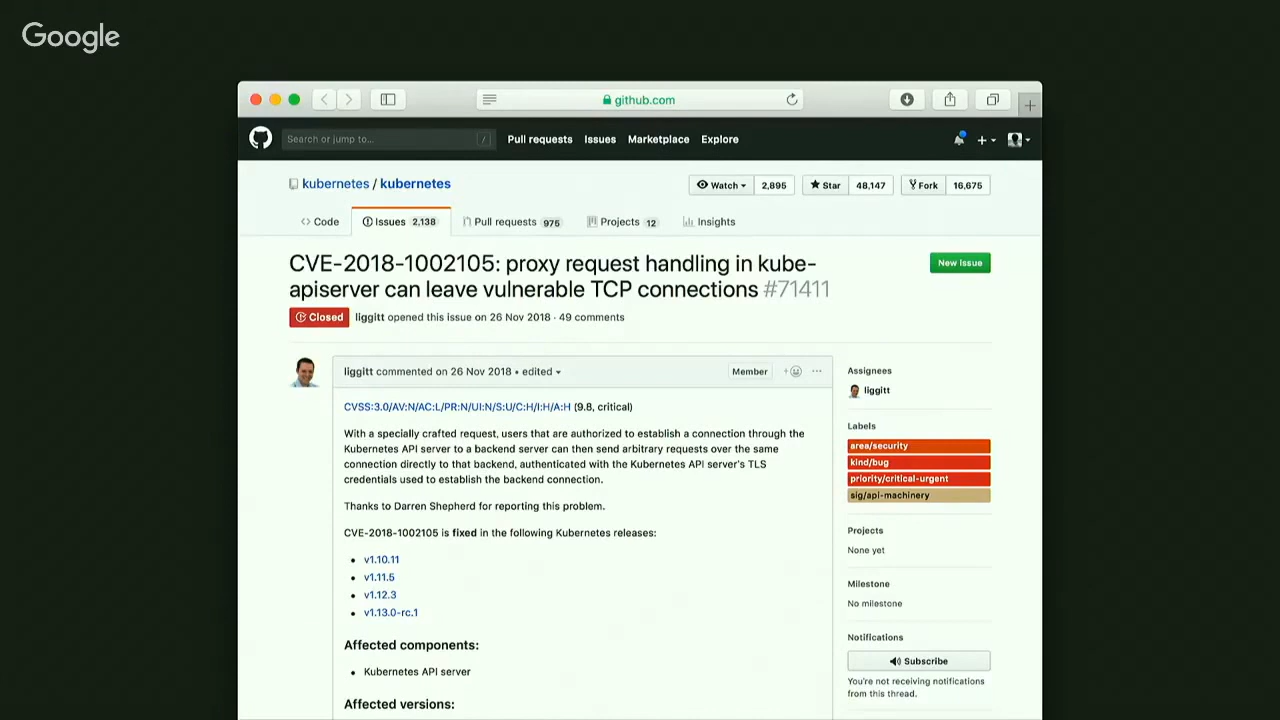 Google
github.com
Search or jump to...
/
Pull requests Issues Marketplace Explore
kubernetes / kubernetes
Watch 2,895 Star 48,147 Fork 16,675
Code Issues 2,138 Pull requests 975 Projects 12 Insights
CVE-2018-1002105: proxy request handling in kube-
apiserver can leave vulnerable TCP connections #71411
New issue
Closed liggitt opened this issue on 26 Nov 2018 · 49 comments
liggitt commented on 26 Nov 2018 • edited
Member
CVSS:3.0/AV:N/AC:L/PR:N/UI:N/S:U/C:H/I:H/A:H (9.8, critical)
With a specially crafted request, users that are authorized to establish a connection through the
Kubernetes API server to a backend server can then send arbitrary requests over the same
connection directly to that backend, authenticated with the Kubernetes API server's TLS
credentials used to establish the backend connection.
Thanks to Darren Shepherd for reporting this problem.
CVE-2018-1002105 is fixed in the following Kubernetes releases:
• v1.10.11
• v1.11.5
• v1.12.3
• v1.13.0-rc.1
Affected components:
• Kubernetes API server
Affected versions:
Assignees
liggitt
Labels
area/security
kind/bug
priority/critical-urgent
sig/api-machinery
Projects
None yet
Milestone
No milestone
Notifications
Subscribe
You're not receiving notifications
from this thread.